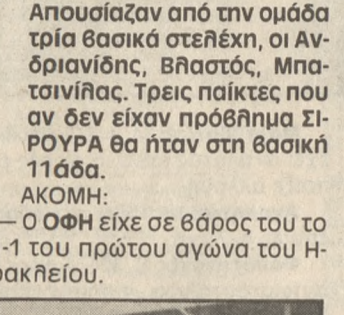 Απουσίαζαν από την ομάδα
τρία βασικά στελέχη, οι Αν-
δριανίδης, Βλαστός, Μπα-
τσινίλας. Τρεις παίκτες που
αν δεν είχαν πρόβλημα ΣΙ-
ΡΟΥΡΑ θα ήταν στη βασική
11άδα.
ΑΚΟΜΗ:
— Ο ΟΦΗ είχε σε βάρος του το
-1 του πρώτου αγώνα του Η-
ρακλείου.